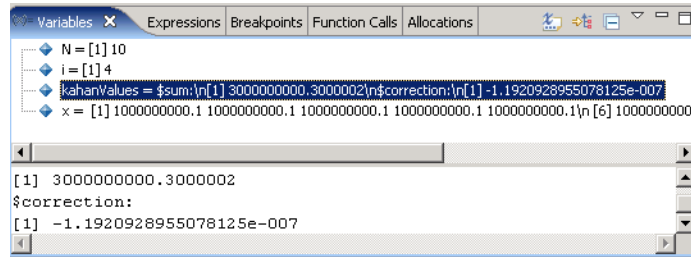 Variables Expressions Breakpoints Function Calls Allocations
N = [1] 10
i = [1] 4
kahanValues = $sum:\n[1] 3000000000.3000002\n$correction:\n[1] -1.1920928955078125e-007
x = [1] 1000000000.1 1000000000.1 1000000000.1 1000000000.1 1000000000.1\n [6] 1000000000
[1] 3000000000.3000002
$correction:
[1] -1.1920928955078125e-007